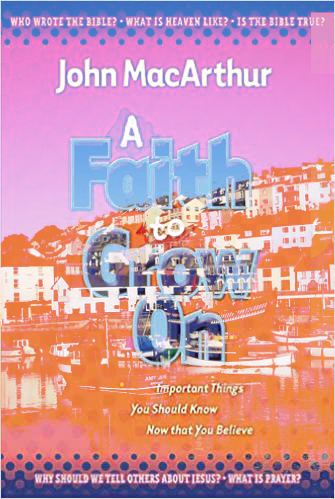 WHO WROTE THE BIBLE? • WHAT IS HEAVEN LIKE? • IS THE BIBLE TRUE?
John MacArthur
A
Faith
to
Grow
On
Important Things
You Should Know
Now that You Believe
WHY SHOULD WE TELL OTHERS ABOUT JESUS? • WHAT IS PRAYER?